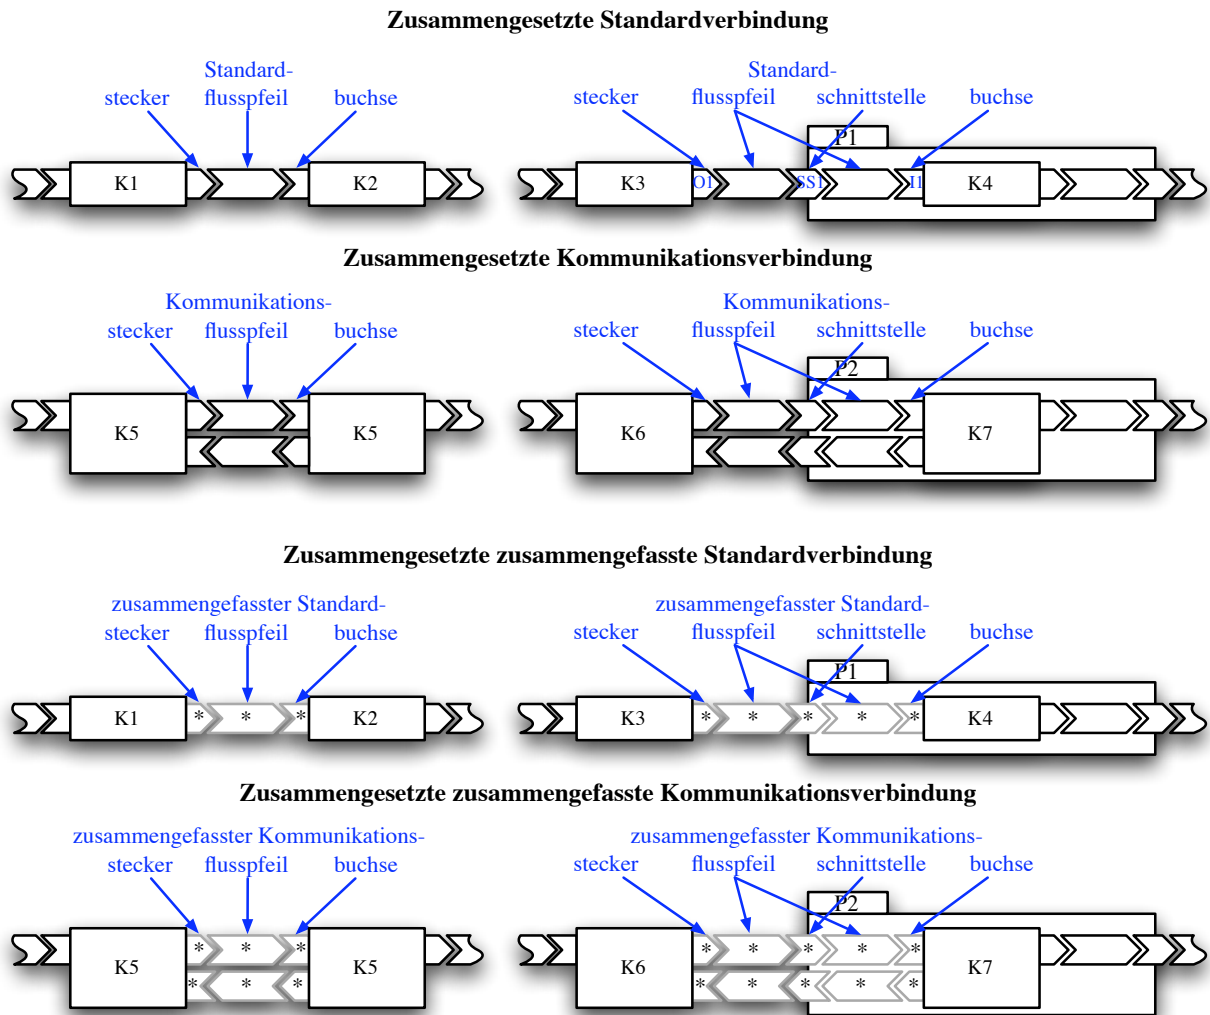 Zusammengesetzte Standardverbindung
Standard-
stecker flusspfeil buchse
Standard-
stecker flusspfeil schnittstelle buchse
P1
K1 K2
K3 O1 SS1 I1 K4
Zusammengesetzte Kommunikationsverbindung
Kommunikations-
stecker flusspfeil buchse
Kommunikations-
stecker flusspfeil schnittstelle buchse
P2
K5 K5
K6 K7
Zusammengesetzte zusammengefasste Standardverbindung
zusammengefasster Standard-
stecker flusspfeil buchse
zusammengefasster Standard-
stecker flusspfeil schnittstelle buchse
P1
K1 * * * K2
K3 * * * * * K4
Zusammengesetzte zusammengefasste Kommunikationsverbindung
zusammengefasster Kommunikations-
stecker flusspfeil buchse
zusammengefasster Kommunikations-
stecker flusspfeil schnittstelle buchse
P2
* * *
K5 K5
* * *
* * * * *
K6 K7
* * * * *